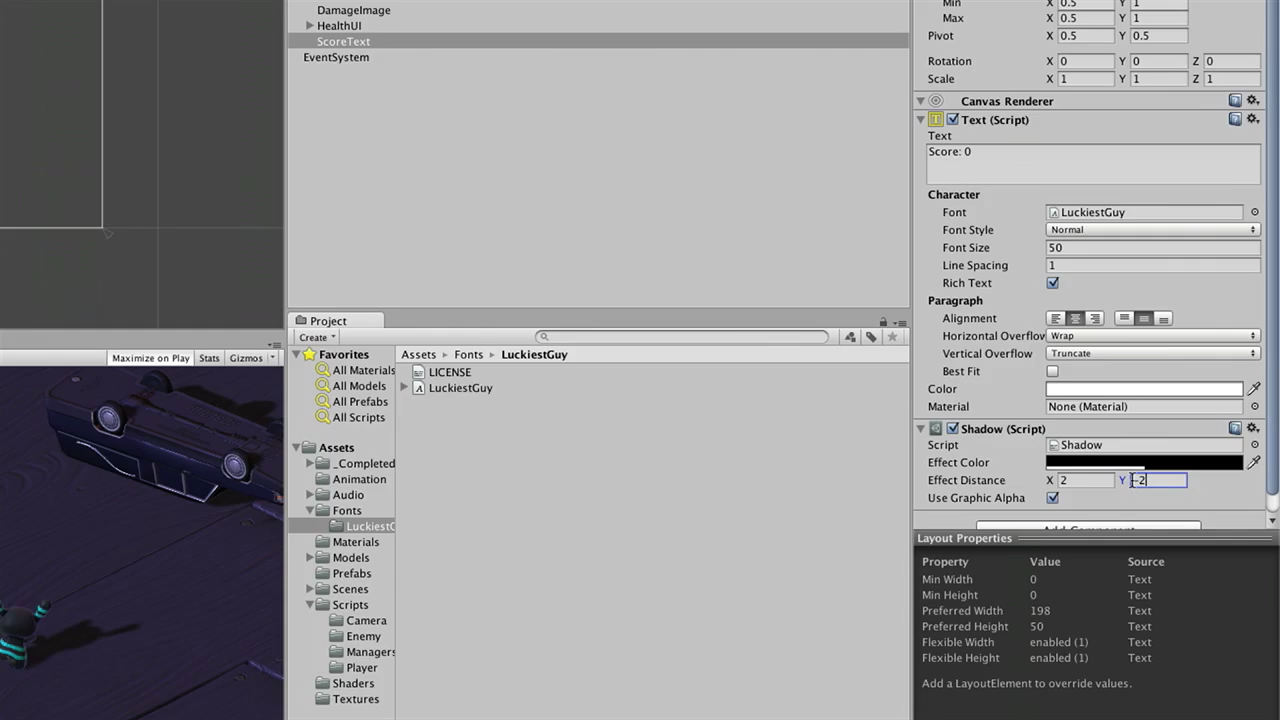 DamageImage
HealthUI
ScoreText
EventSystem
Min X 0.5 Y 1
Max X 0.5 Y 1
Pivot X 0.5 Y 0.5
Rotation X 0 Y 0 Z 0
Scale X 1 Y 1 Z 1
Canvas Renderer
Text (Script)
Text
Score: 0
Character
Font LuckiestGuy
Font Style Normal
Font Size 50
Line Spacing 1
Rich Text
Paragraph
Alignment
Horizontal Overflow Wrap
Vertical Overflow Truncate
Best Fit
Color
Material None (Material)
Shadow (Script)
Script Shadow
Effect Color
Effect Distance X 2 Y -2
Use Graphic Alpha
Add Component
Layout Properties
Property Value Source
Min Width 0 Text
Min Height 0 Text
Preferred Width 198 Text
Preferred Height 50 Text
Flexible Width enabled (1) Text
Flexible Height enabled (1) Text
Add a LayoutElement to override values.
Project
Create
Favorites
All Materials
All Models
All Prefabs
All Scripts
Assets
_Completed
Animation
Audio
Fonts
LuckiestG
Materials
Models
Prefabs
Scenes
Scripts
Camera
Enemy
Managers
Player
Shaders
Textures
Assets Fonts LuckiestGuy
LICENSE
LuckiestGuy
Maximize on Play Stats Gizmos